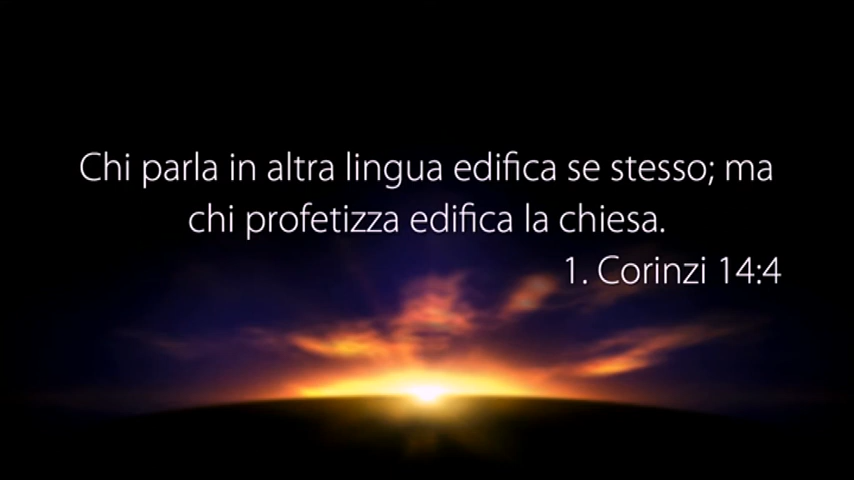 Chi parla in altra lingua edifica se stesso; ma
chi profetizza edifica la chiesa.
1. Corinzi 14:4